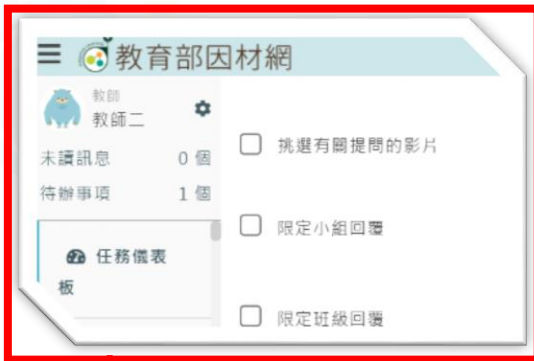 教育部因材網
教師
教師二
未讀訊息 0 個
待辦事項 1 個
任務儀表
板
挑選有關提問的影片
限定小組回覆
限定班級回覆